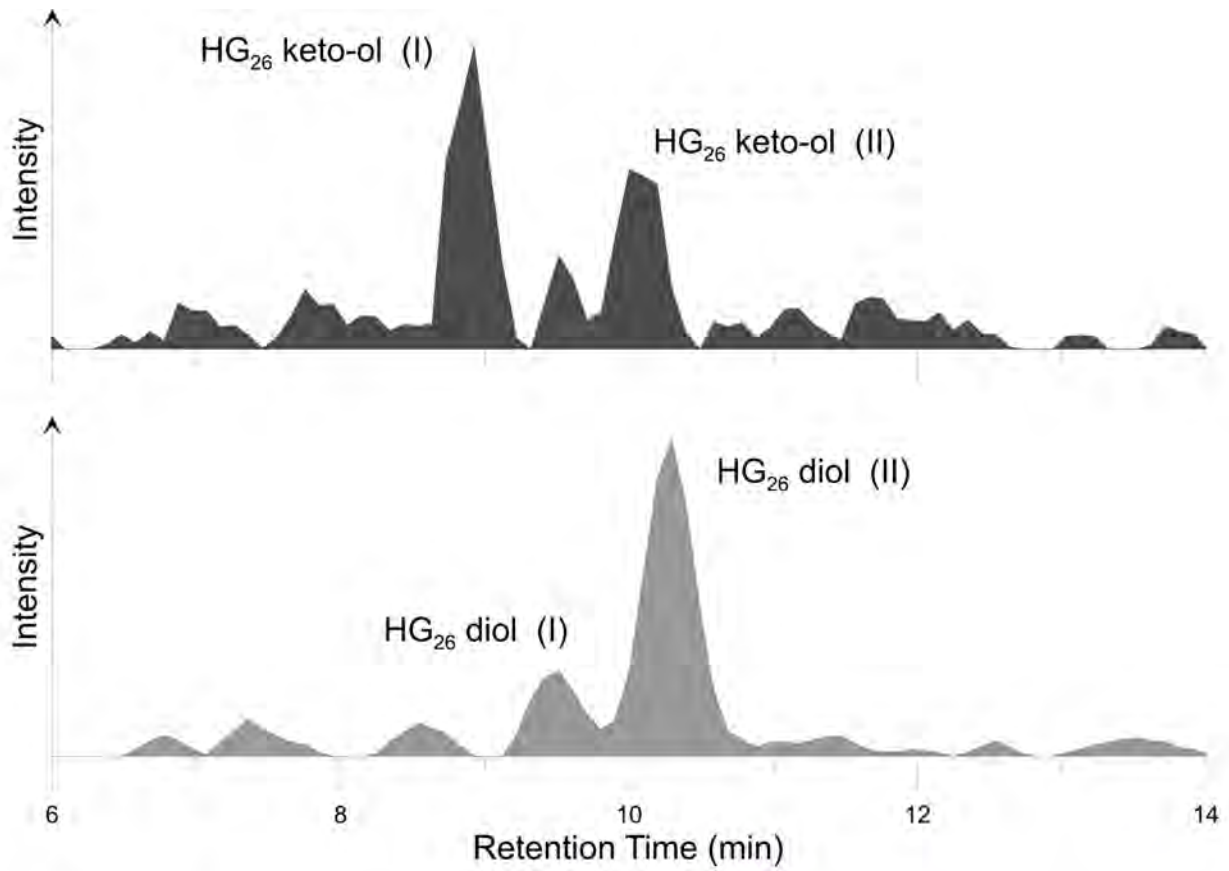 HG₂₆ keto-ol (I)
HG₂₆ keto-ol (II)
Intensity
HG₂₆ diol (II)
HG₂₆ diol (I)
Intensity
6 8 10 12 14
Retention Time (min)